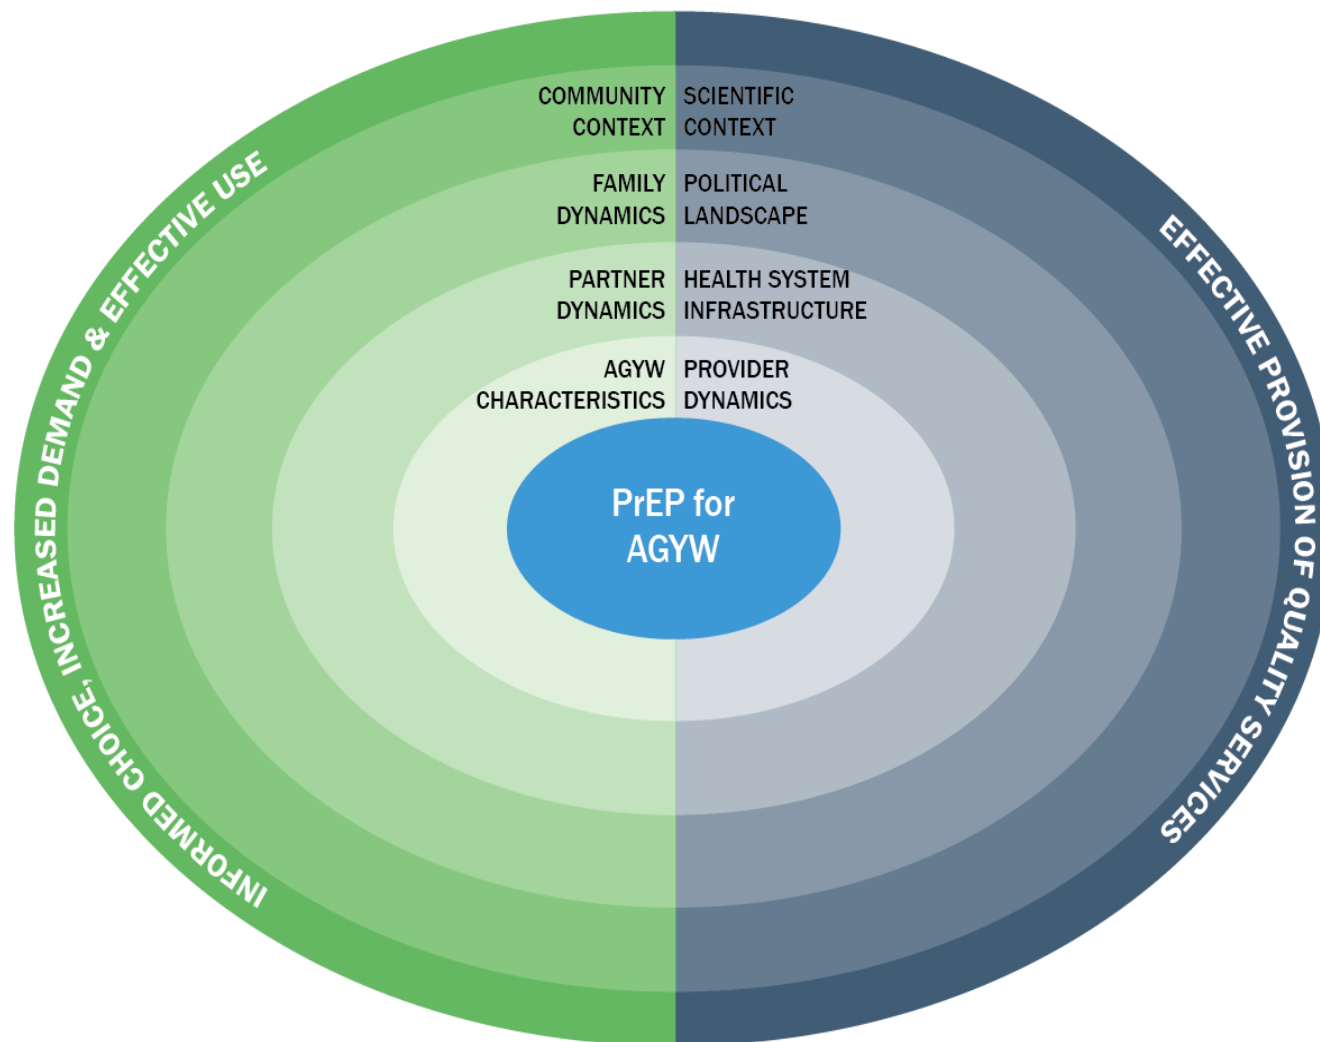 COMMUNITY
CONTEXT
SCIENTIFIC
CONTEXT
FAMILY
DYNAMICS
POLITICAL
LANDSCAPE
PARTNER
DYNAMICS
HEALTH SYSTEM
INFRASTRUCTURE
AGYW
CHARACTERISTICS
PROVIDER
DYNAMICS
PrEP for
AGYW
INFORMED CHOICE, INCREASED DEMAND & EFFECTIVE USE
EFFECTIVE PROVISION OF QUALITY SERVICES